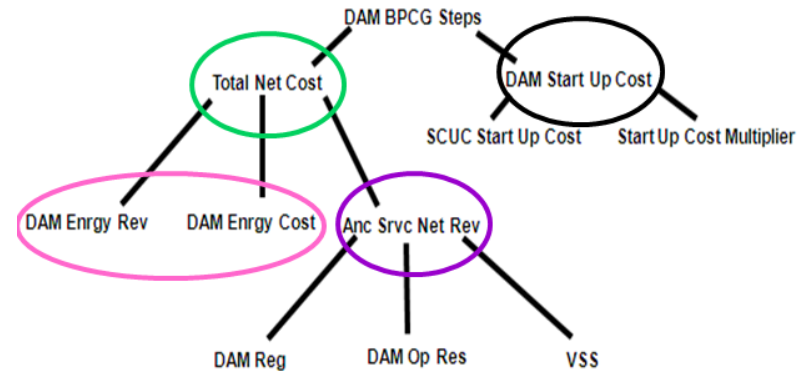 DAM BPCG Steps
Total Net Cost
DAM Start Up Cost
SCUC Start Up Cost
Start Up Cost Multiplier
DAM Enrgy Rev
DAM Enrgy Cost
Anc Srvc Net Rev
DAM Reg
DAM Op Res
VSS